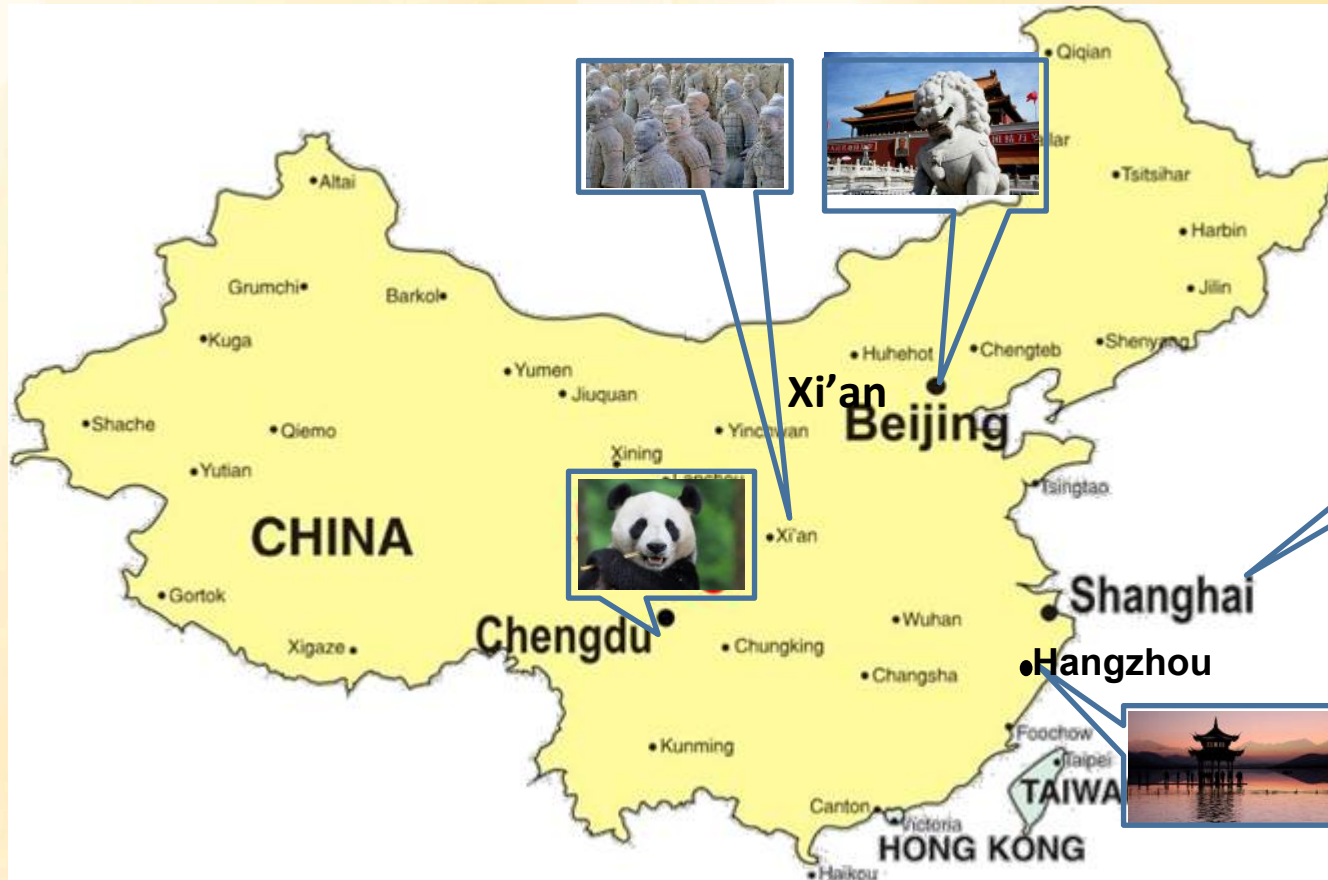 Qiqian
Altai
Tsitsihar
Harbin
Grumchi
Barkol
Jilin
Kuga
Huhehot
Chengteb
Shenyang
Yumen
Xi’an
Jiuquan
Beijing
Shache
Qiemo
Xining
Yutian
Tsingtao
CHINA
Xi'an
Gortok
Shanghai
Chengdu
Wuhan
Xigaze
Chungking
Hangzhou
Changsha
Foochow
Kunming
Taipei
TAIWA
Canton
Victoria
HONG KONG
Haikou